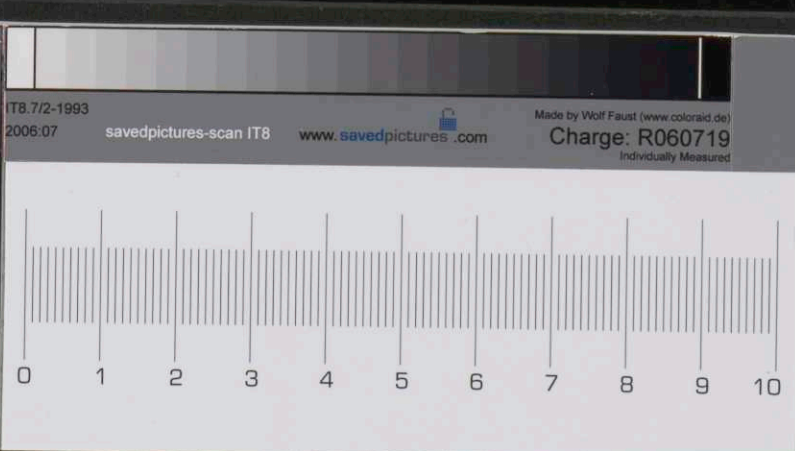 IT8.7/2-1993
2006:07
savedpictures-scan IT8
www.savedpictures.com
Made by Wolf Faust (www.coloraid.de)
Charge: R060719
Individually Measured
0 1 2 3 4 5 6 7 8 9 10